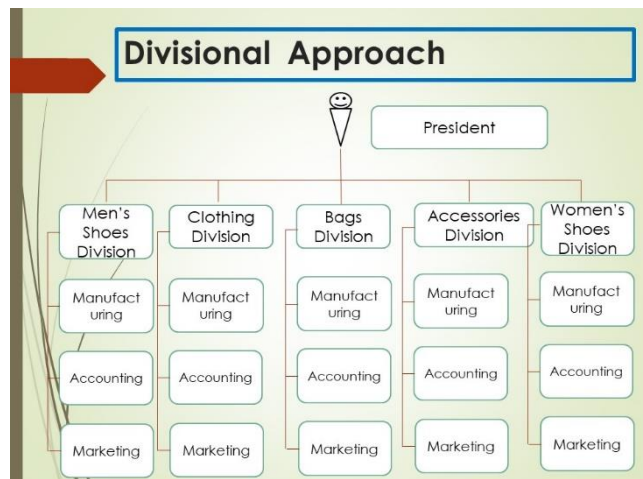 Divisional Approach
President
Men's
Shoes
Division
Clothing
Division
Bags
Division
Accessories
Division
Women's
Shoes
Division
Manufact
uring
Manufact
uring
Manufact
uring
Manufact
uring
Manufact
uring
Accounting
Accounting
Accounting
Accounting
Accounting
Marketing
Marketing
Marketing
Marketing
Marketing